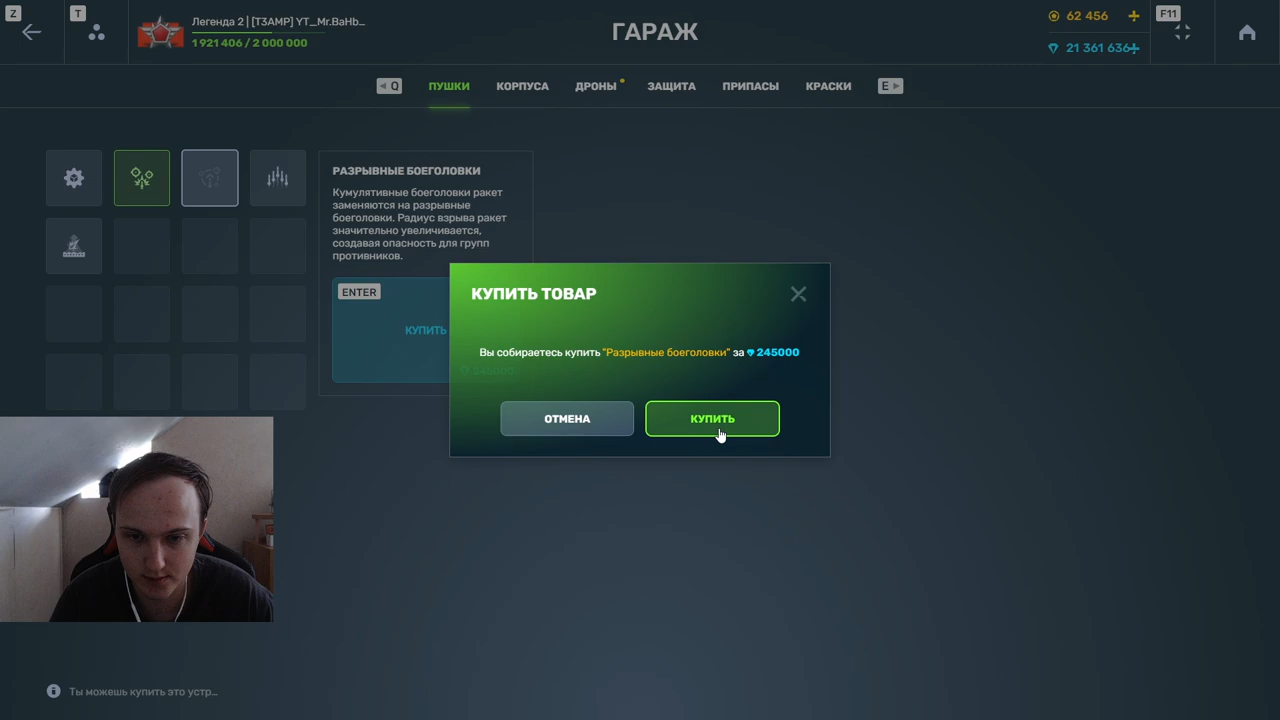 Z
T
Легенда 2 | [T3AMP] YT_Mr.BaHb_
1 921 406 / 2 000 000
ГАРАЖ
62 456
21 361 636
F11
Q
ПУШКИ
КОРПУСА
ДРОНЫ
ЗАЩИТА
ПРИПАСЫ
КРАСКИ
E
РАЗРЫВНЫЕ БОЕГОЛОВКИ
Кумулятивные боеголовки ракет
заменяются на разрывные
боеголовки. Радиус взрыва ракет
значительно увеличивается,
создавая опасность для групп
противников.
ENTER
КУПИТЬ
КУПИТЬ ТОВАР
Вы собираетесь купить "Разрывные боеголовки" за 245000
ОТМЕНА
КУПИТЬ
Ты можешь купить это устр...